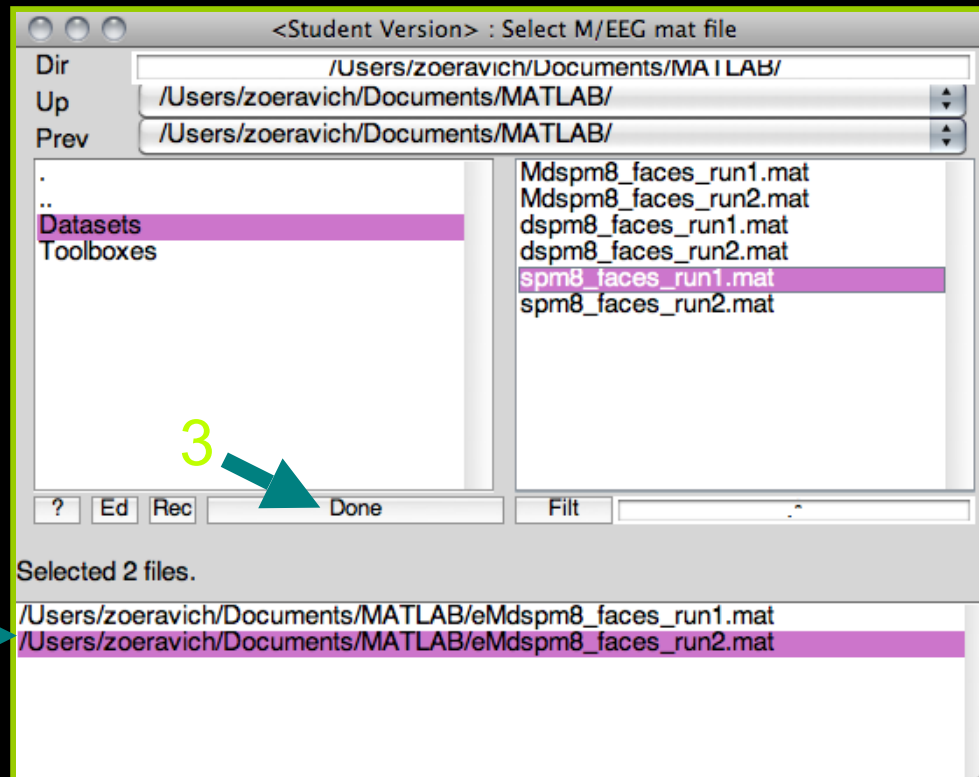 <Student Version> : Select M/EEG mat file
Dir
/Users/zoeravich/Documents/MATLAB/
Up
/Users/zoeravich/Documents/MATLAB/
Prev
/Users/zoeravich/Documents/MATLAB/
.
..
Datasets
Toolboxes
Mdspm8_faces_run1.mat
Mdspm8_faces_run2.mat
dspm8_faces_run1.mat
dspm8_faces_run2.mat
spm8_faces_run1.mat
spm8_faces_run2.mat
3
? Ed Rec Done Filt
Selected 2 files.
/Users/zoeravich/Documents/MATLAB/eMdspm8_faces_run1.mat
/Users/zoeravich/Documents/MATLAB/eMdspm8_faces_run2.mat